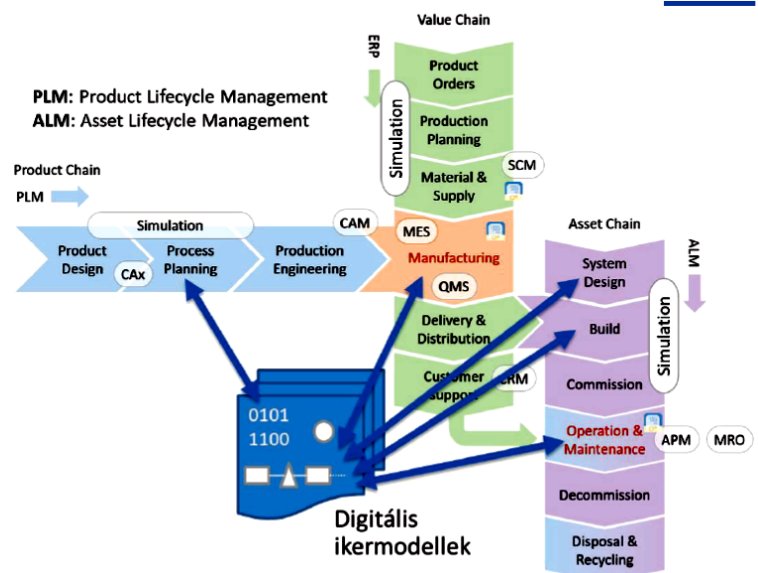 Value Chain
ERP
Product
Orders
PLM: Product Lifecycle Management
ALM: Asset Lifecycle Management
Simulation
Production
Planning
SCM
Material &
Supply
Product Chain
PLM
Simulation
CAM
MES
Asset Chain
Product
Design
CAx
Process
Planning
Production
Engineering
Manufacturing
QMS
ALM
System
Design
Simulation
Delivery &
Distribution
Build
Customer
support
CRM
Commission
0101
1100
Operation &
Maintenance
APM
MRO
Decommission
Digitális
ikermodellek
Disposal &
Recycling